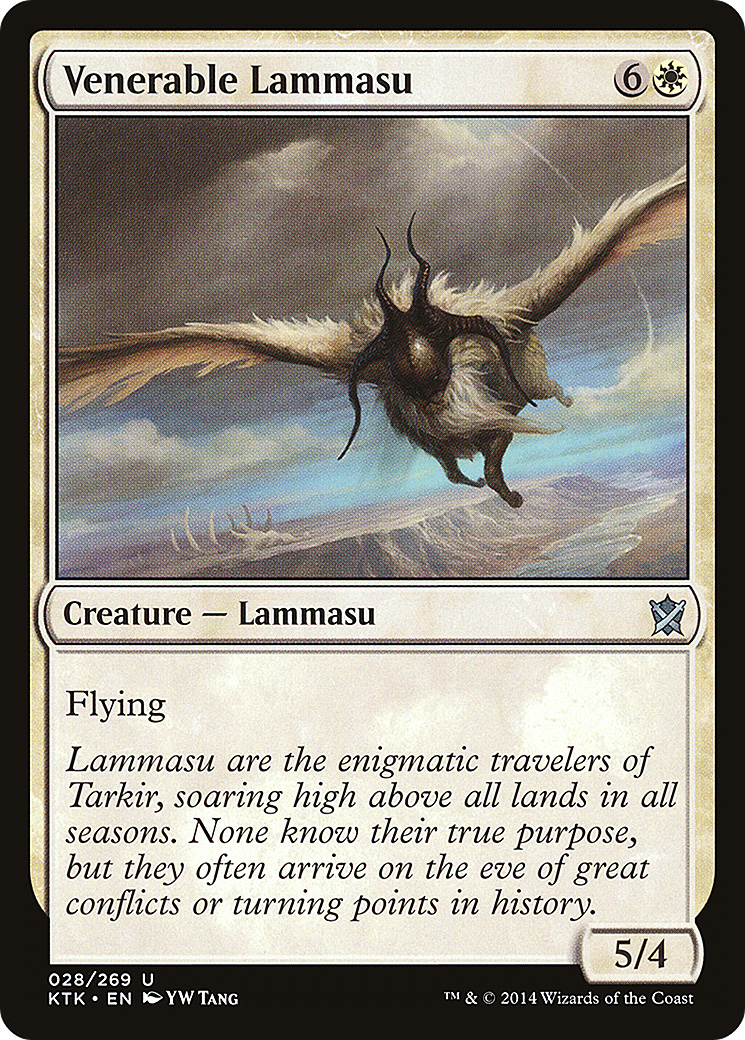 Venerable Lammasu
6
Creature — Lammasu
Flying
Lammasu are the enigmatic travelers of
Tarkir, soaring high above all lands in all
seasons. None know their true purpose,
but they often arrive on the eve of great
conflicts or turning points in history.
5/4
028/269 U
KTK • EN YW Tang
™ & © 2014 Wizards of the Coast